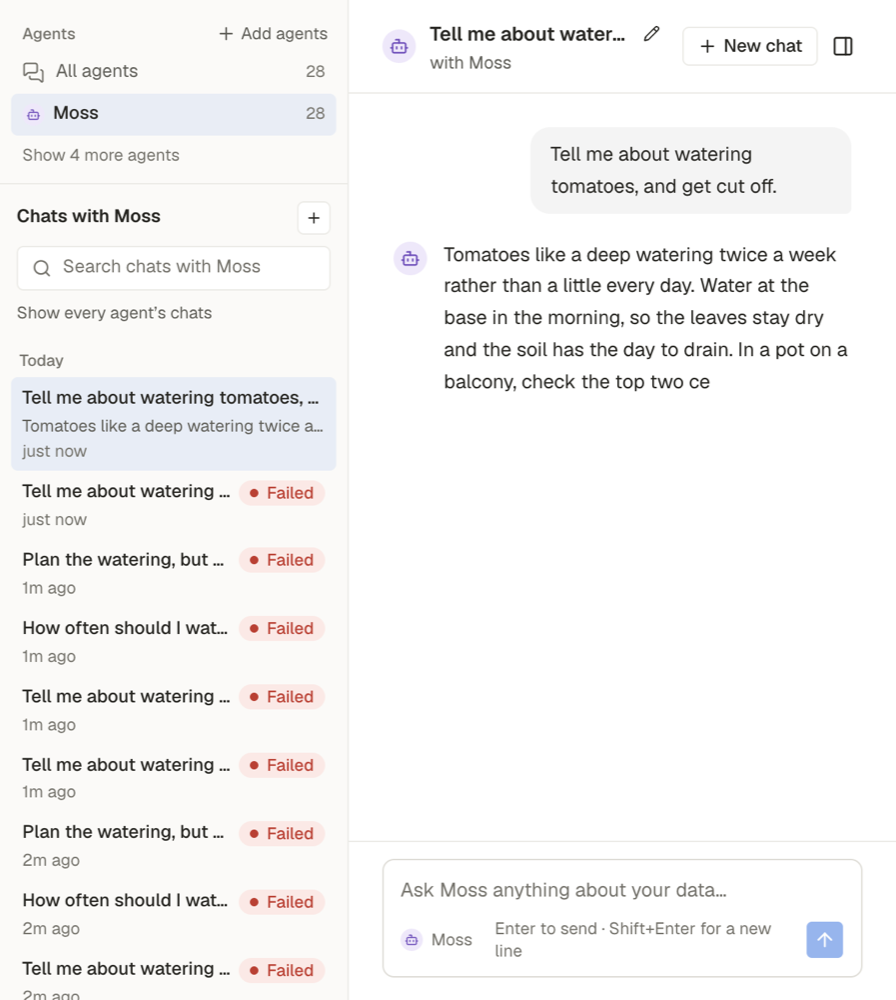 Agents
Add agents
All agents
28
Moss
28
Show 4 more agents
Chats with Moss
Search chats with Moss
Show every agent's chats
Today
Tell me about watering tomatoes, ...
Tomatoes like a deep watering twice a...
just now
Tell me about watering ...
Failed
just now
Plan the watering, but ...
Failed
1m ago
How often should I wat...
Failed
1m ago
Tell me about watering ...
Failed
1m ago
Tell me about watering ...
Failed
1m ago
Plan the watering, but ...
Failed
2m ago
How often should I wat...
Failed
2m ago
Tell me about watering ...
Failed
2m ago
Tell me about water...
with Moss
New chat
Tell me about watering
tomatoes, and get cut off.
Tomatoes like a deep watering twice a week
rather than a little every day. Water at the
base in the morning, so the leaves stay dry
and the soil has the day to drain. In a pot on a
balcony, check the top two ce
Ask Moss anything about your data...
Moss
Enter to send · Shift+Enter for a new
line